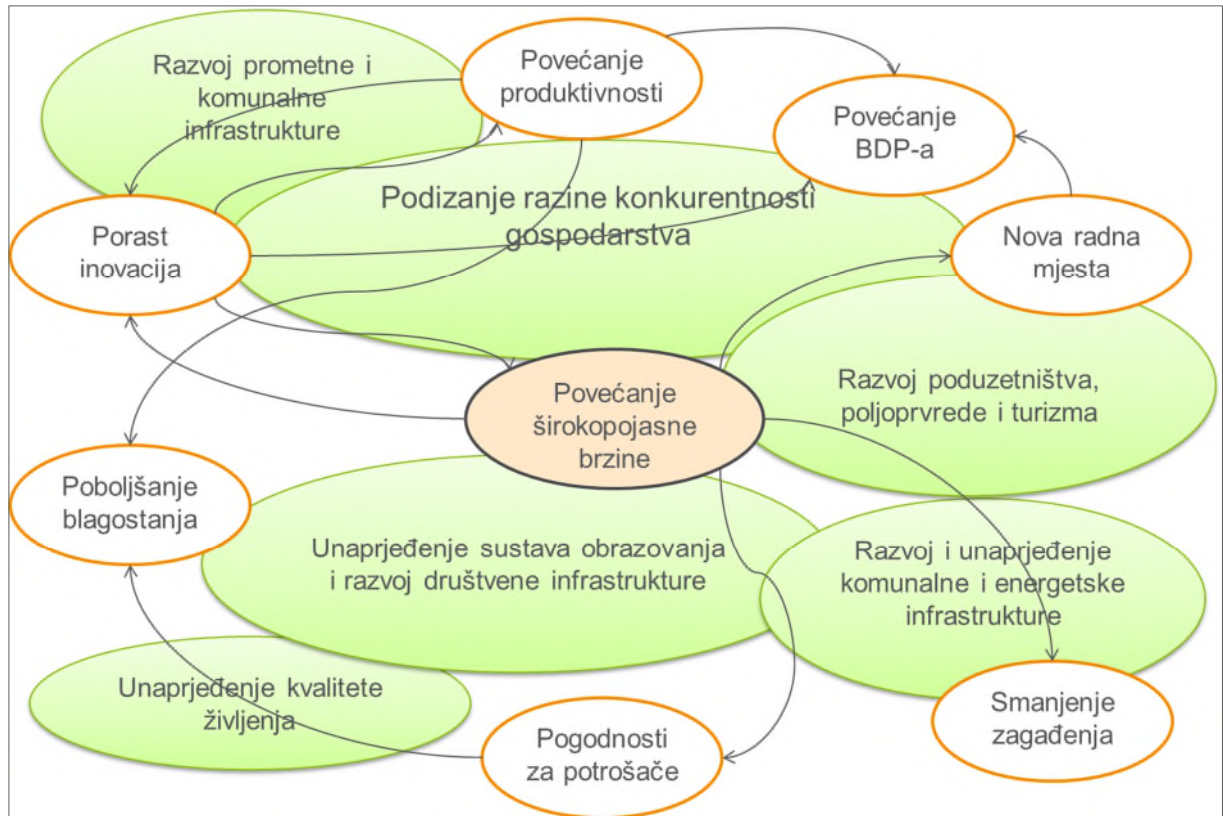 Razvoj prometne i
komunalne
infrastrukture
Povećanje
produktivnosti
Povećanje
BDP-a
Podizanje razine konkurentnosti
gospodarstva
Porast
inovacija
Nova radna
mjesta
Povećanje
širokopojasne
brzine
Razvoj poduzetništva,
poljoprvrede i turizma
Poboljšanje
blagostanja
Unaprjeđenje sustava obrazovanja
i razvoj društvene infrastrukture
Razvoj i unaprjeđenje
komunalne i energetske
infrastrukture
Unaprjeđenje kvalitete
življenja
Pogodnosti
za potrošače
Smanjenje
zagađenja